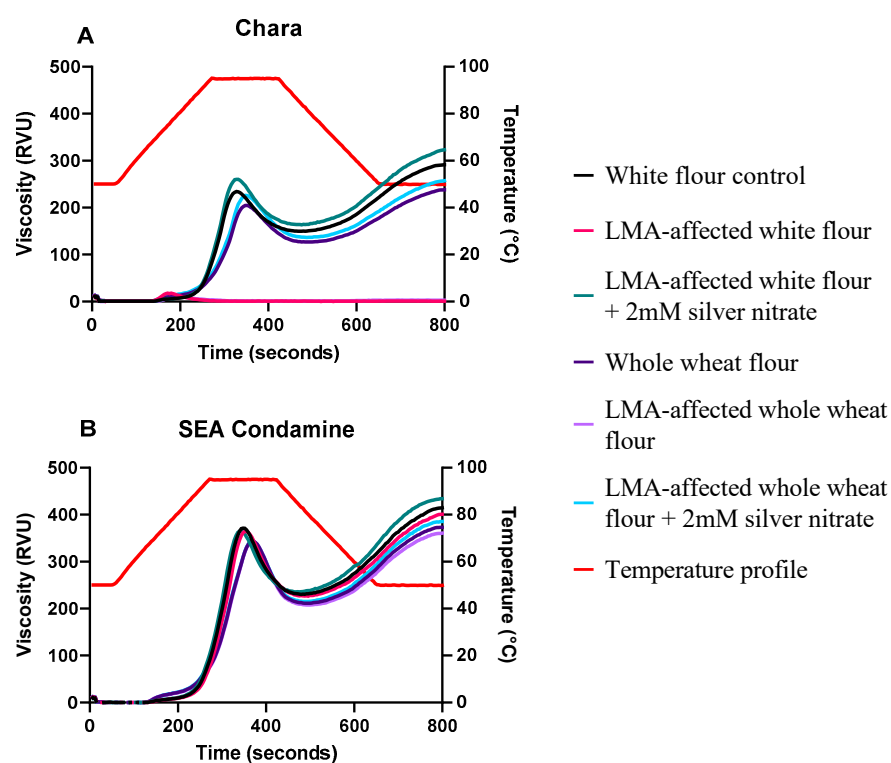 A
Chara
500
400
300
200
100
0
Viscosity (RVU)
100
80
60
40
20
0
Temperature (°C)
0 200 400 600 800
Time (seconds)
B
SEA Condamine
500
400
300
200
100
0
Viscosity (RVU)
100
80
60
40
20
0
Temperature (°C)
0 200 400 600 800
Time (seconds)
White flour control
LMA-affected white flour
LMA-affected white flour
+ 2mM silver nitrate
Whole wheat flour
LMA-affected whole wheat
flour
LMA-affected whole wheat
flour + 2mM silver nitrate
Temperature profile